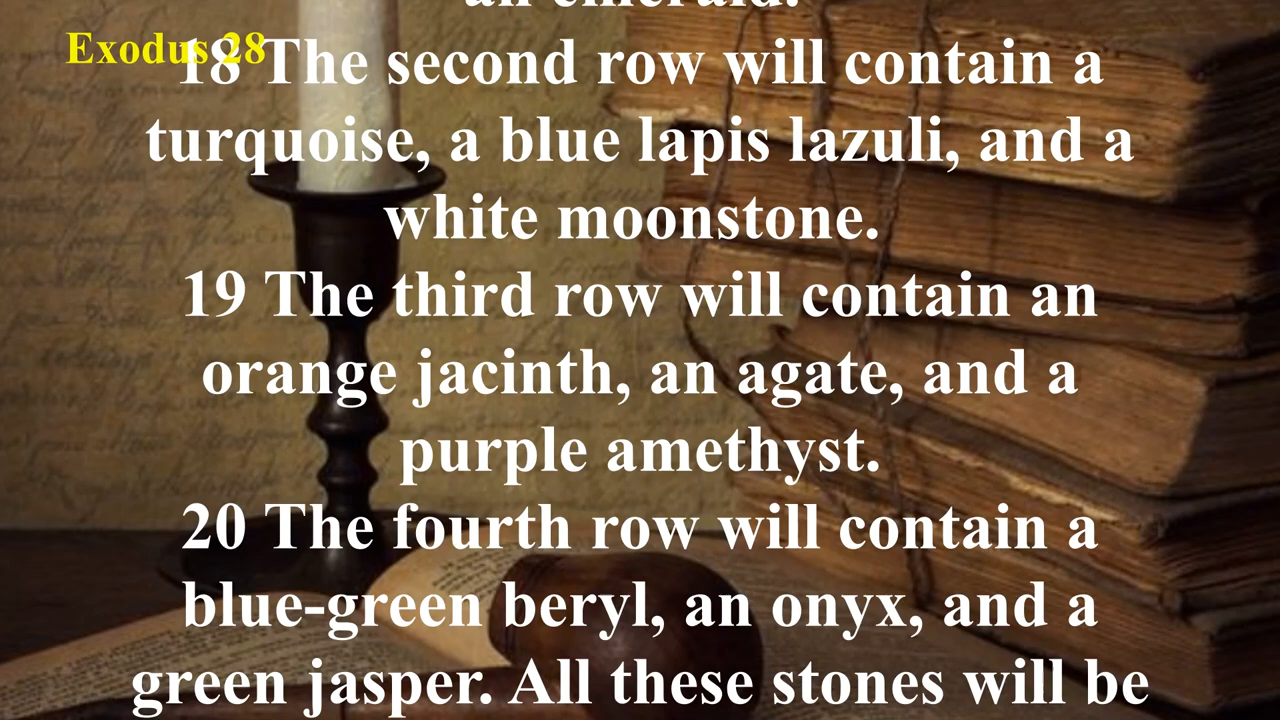 an emerald.
Exodus 28
18 The second row will contain a
turquoise, a blue lapis lazuli, and a
white moonstone.
19 The third row will contain an
orange jacinth, an agate, and a
purple amethyst.
20 The fourth row will contain a
blue-green beryl, an onyx, and a
green jasper. All these stones will be